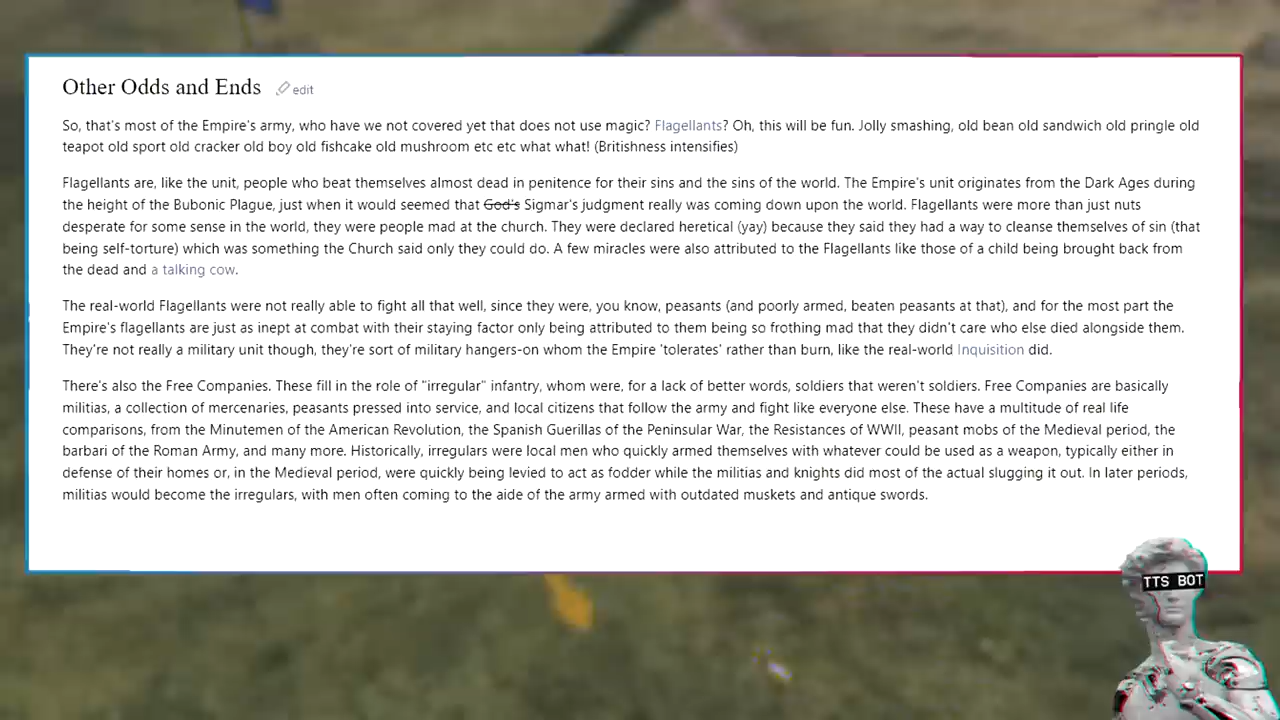 Other Odds and Ends edit
So, that's most of the Empire's army, who have we not covered yet that does not use magic? Flagellants? Oh, this will be fun. Jolly smashing, old bean old sandwich old pringle old
teapot old sport old cracker old boy old fishcake old mushroom etc etc what what! (Britishness intensifies)
Flagellants are, like the unit, people who beat themselves almost dead in penitence for their sins and the sins of the world. The Empire's unit originates from the Dark Ages during
the height of the Bubonic Plague, just when it would seemed that God's Sigmar's judgment really was coming down upon the world. Flagellants were more than just nuts
desperate for some sense in the world, they were people mad at the church. They were declared heretical (yay) because they said they had a way to cleanse themselves of sin (that
being self-torture) which was something the Church said only they could do. A few miracles were also attributed to the Flagellants like those of a child being brought back from
the dead and a talking cow.
The real-world Flagellants were not really able to fight all that well, since they were, you know, peasants (and poorly armed, beaten peasants at that), and for the most part the
Empire's flagellants are just as inept at combat with their staying factor only being attributed to them being so frothing mad that they didn't care who else died alongside them.
They're not really a military unit though, they're sort of military hangers-on whom the Empire 'tolerates' rather than burn, like the real-world Inquisition did.
There's also the Free Companies. These fill in the role of "irregular" infantry, whom were, for a lack of better words, soldiers that weren't soldiers. Free Companies are basically
militias, a collection of mercenaries, peasants pressed into service, and local citizens that follow the army and fight like everyone else. These have a multitude of real life
comparisons, from the Minutemen of the American Revolution, the Spanish Guerillas of the Peninsular War, the Resistances of WWII, peasant mobs of the Medieval period, the
barbari of the Roman Army, and many more. Historically, irregulars were local men who quickly armed themselves with whatever could be used as a weapon, typically either in
defense of their homes or, in the Medieval period, were quickly being levied to act as fodder while the militias and knights did most of the actual slugging it out. In later periods,
militias would become the irregulars, with men often coming to the aide of the army armed with outdated muskets and antique swords.
TTS BOT